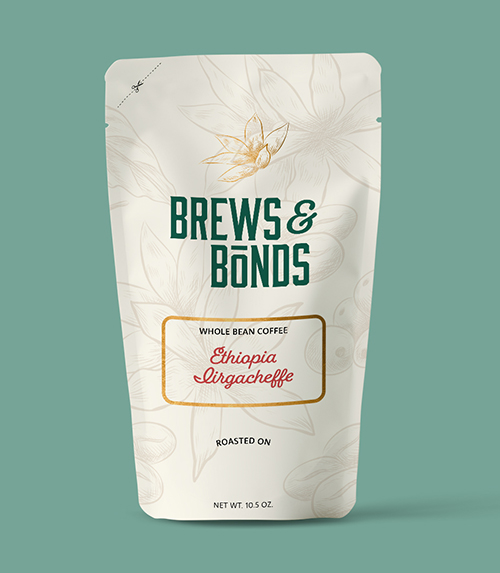 BREWS &
BŌNDS
WHOLE BEAN COFFEE
Ethiopia
Yirgacheffe
ROASTED ON
NET WT. 10.5 OZ.